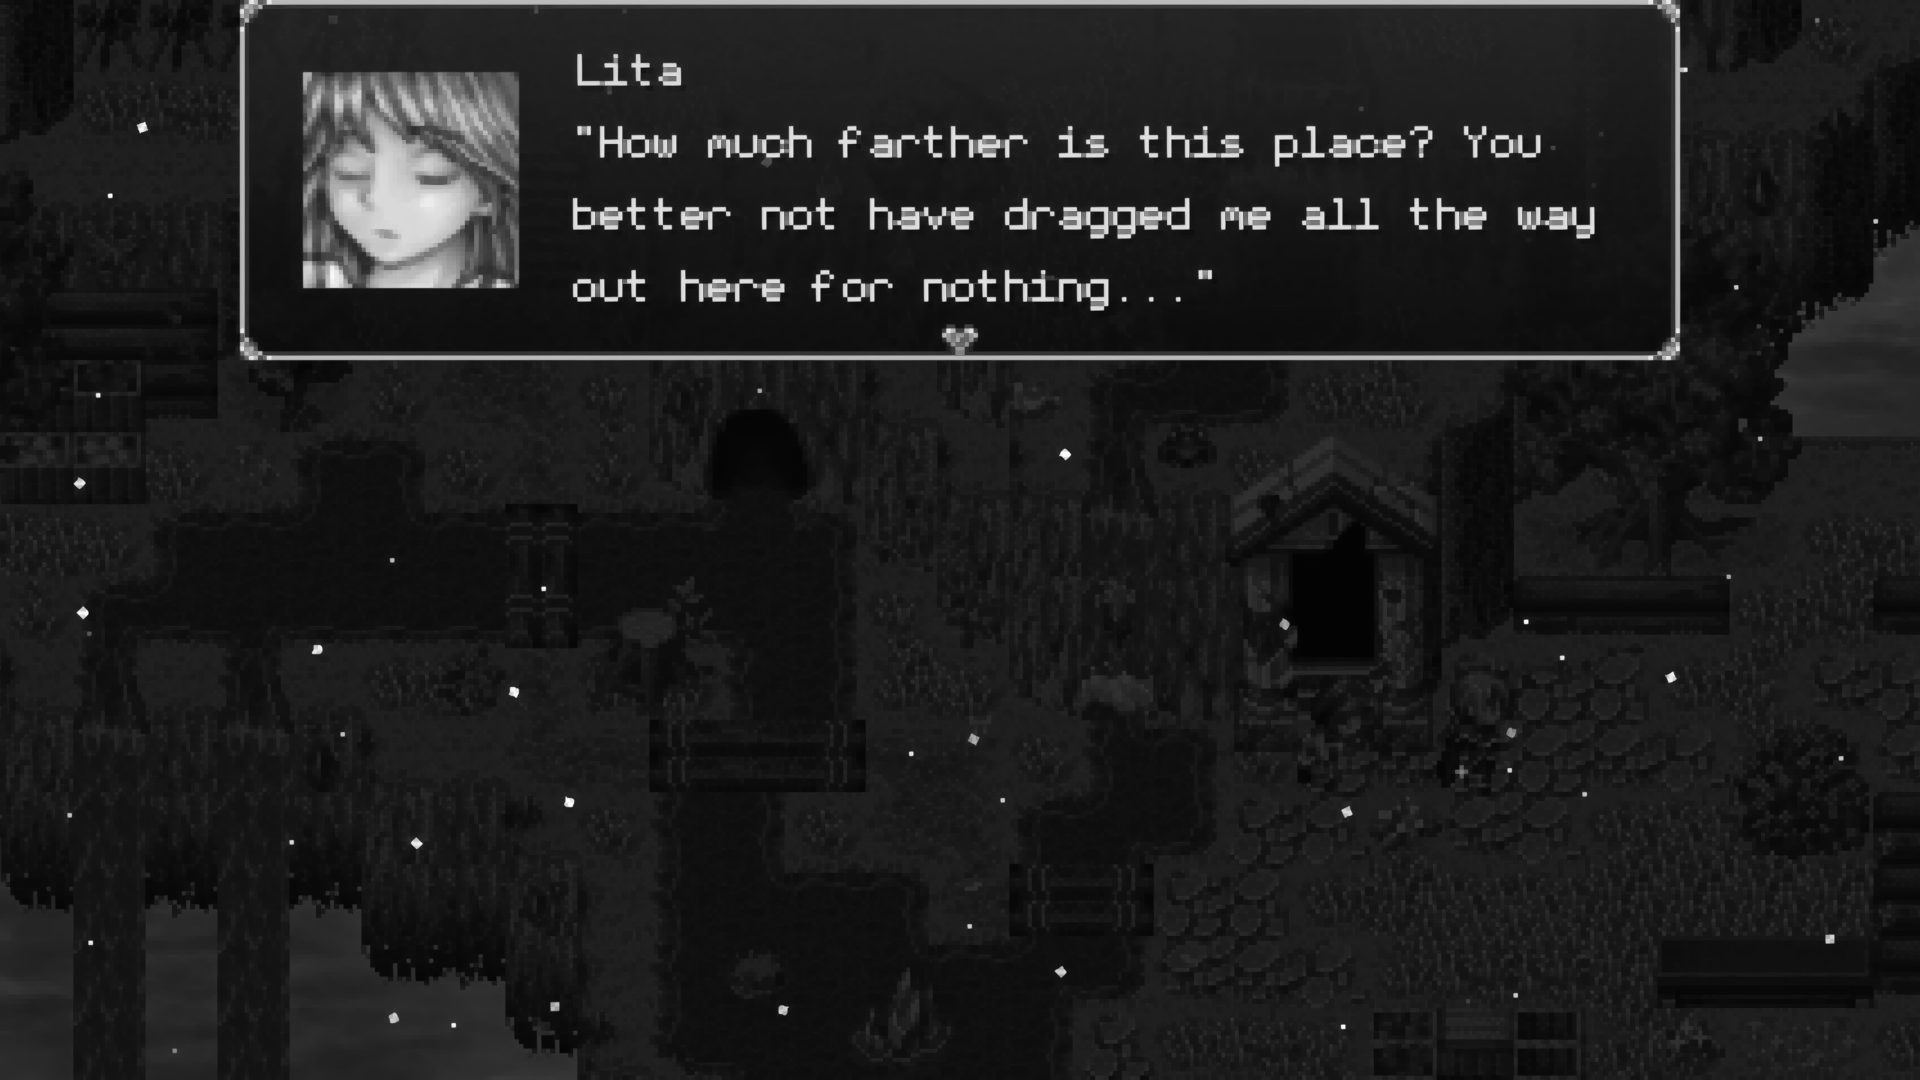 Lita
"How much farther is this place? You
better not have dragged me all the way
out here for nothing..."